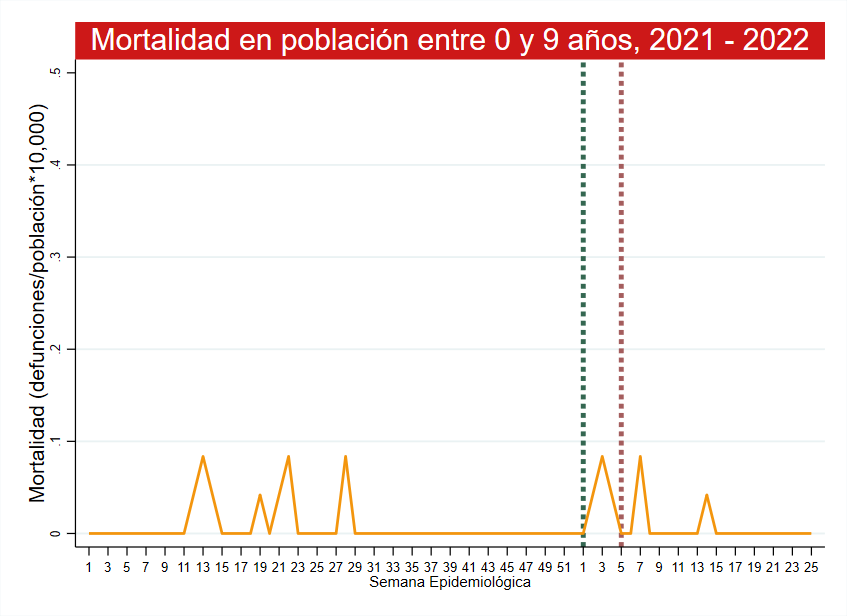 Mortalidad en población entre 0 y 9 años, 2021 - 2022
Mortalidad (defunciones/población*10,000)
.5
.4
.3
.2
.1
0
1 3 5 7 9 11 13 15 17 19 21 23 25 27 29 31 33 35 37 39 41 43 45 47 49 51 1 3 5 7 9 11 13 15 17 19 21 23 25
Semana Epidemiológica